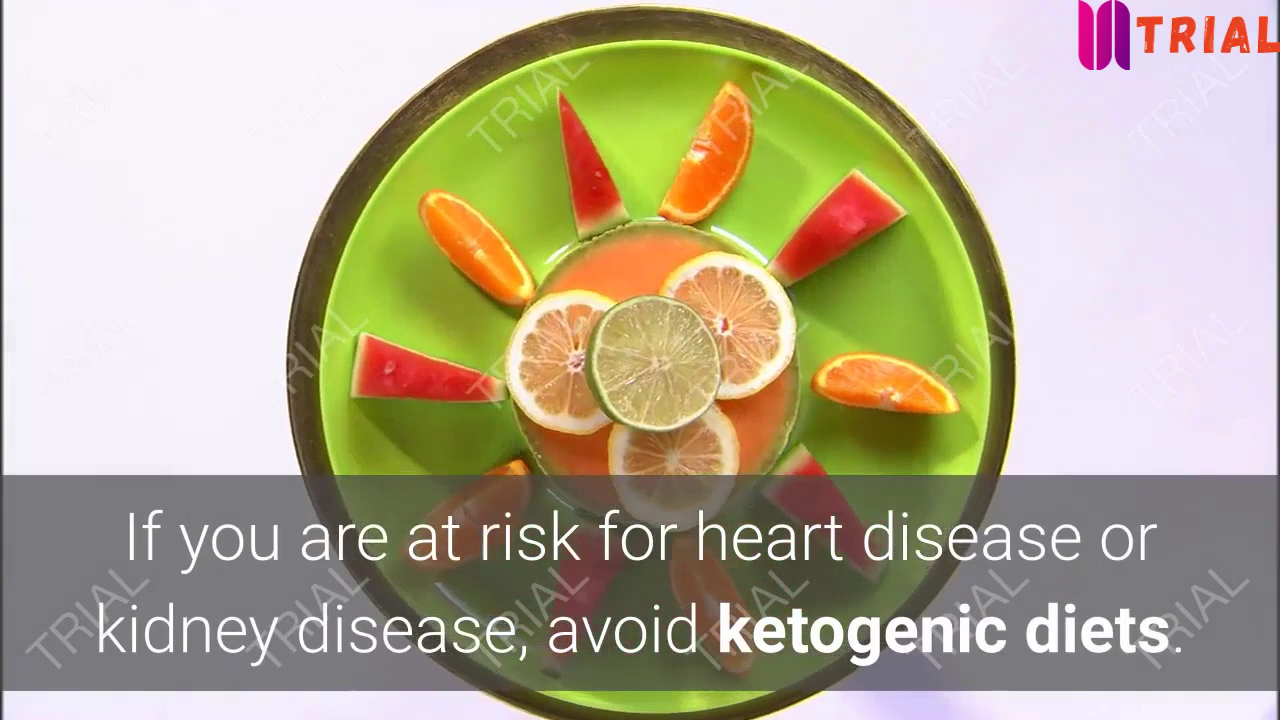 TRIAL
If you are at risk for heart disease or
kidney disease, avoid ketogenic diets.